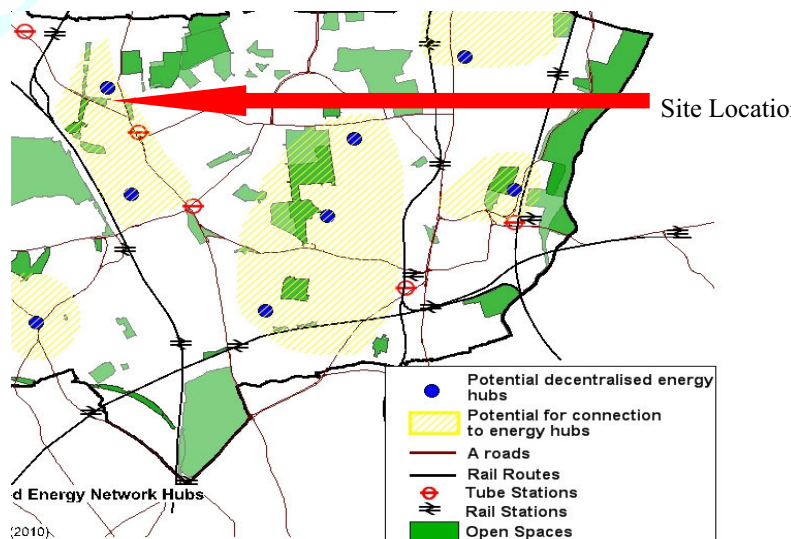 Site Location
Potential decentralised energy
hubs
Potential for connection
to energy hubs
A roads
Rail Routes
Tube Stations
Rail Stations
Open Spaces
d Energy Network Hubs
(2010)